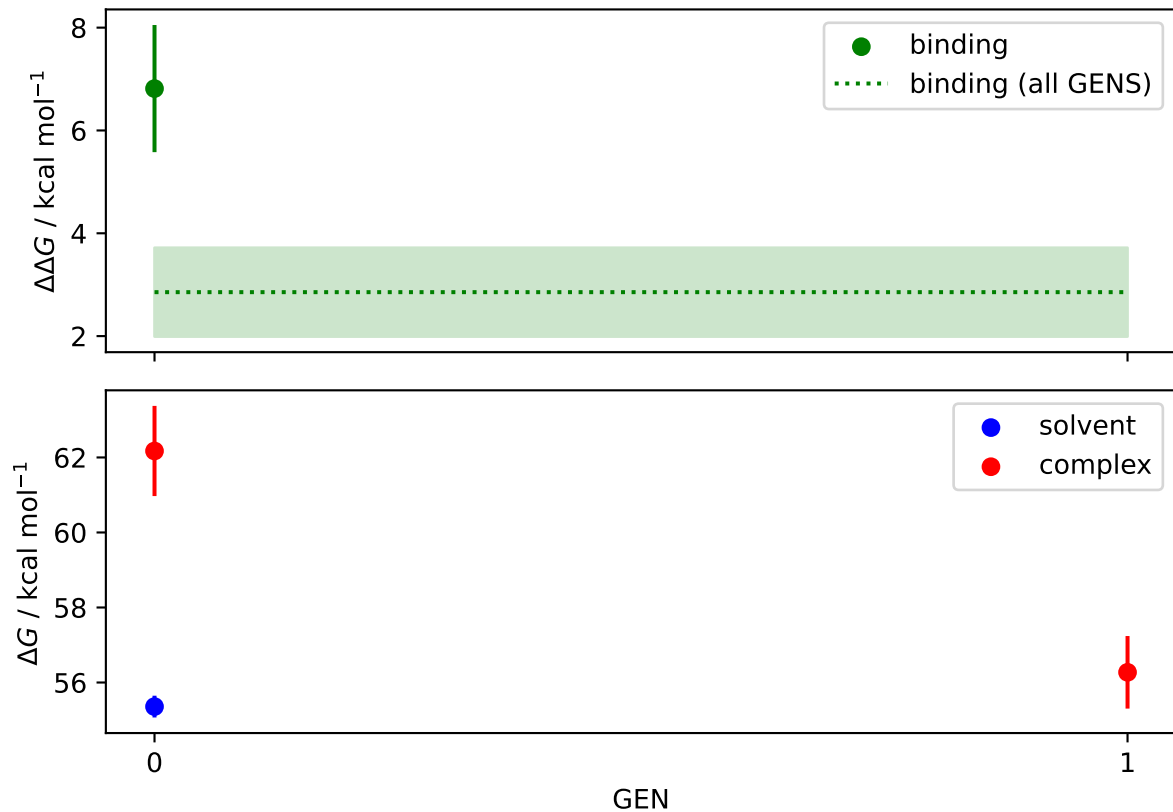 8
6
4
2
ΔΔG / kcal mol⁻¹
binding
binding (all GENS)
62
60
58
56
ΔG / kcal mol⁻¹
solvent
complex
0
1
GEN